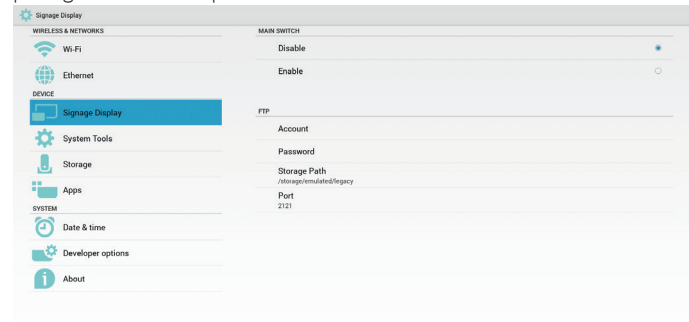 Signage Display
WIRELESS & NETWORKS
Wi-Fi
Ethernet
DEVICE
Signage Display
System Tools
Storage
Apps
SYSTEM
Date & time
Developer options
About
MAIN SWITCH
Disable
Enable
FTP
Account
Password
Storage Path
/storage/emulated/legacy
Port
2121